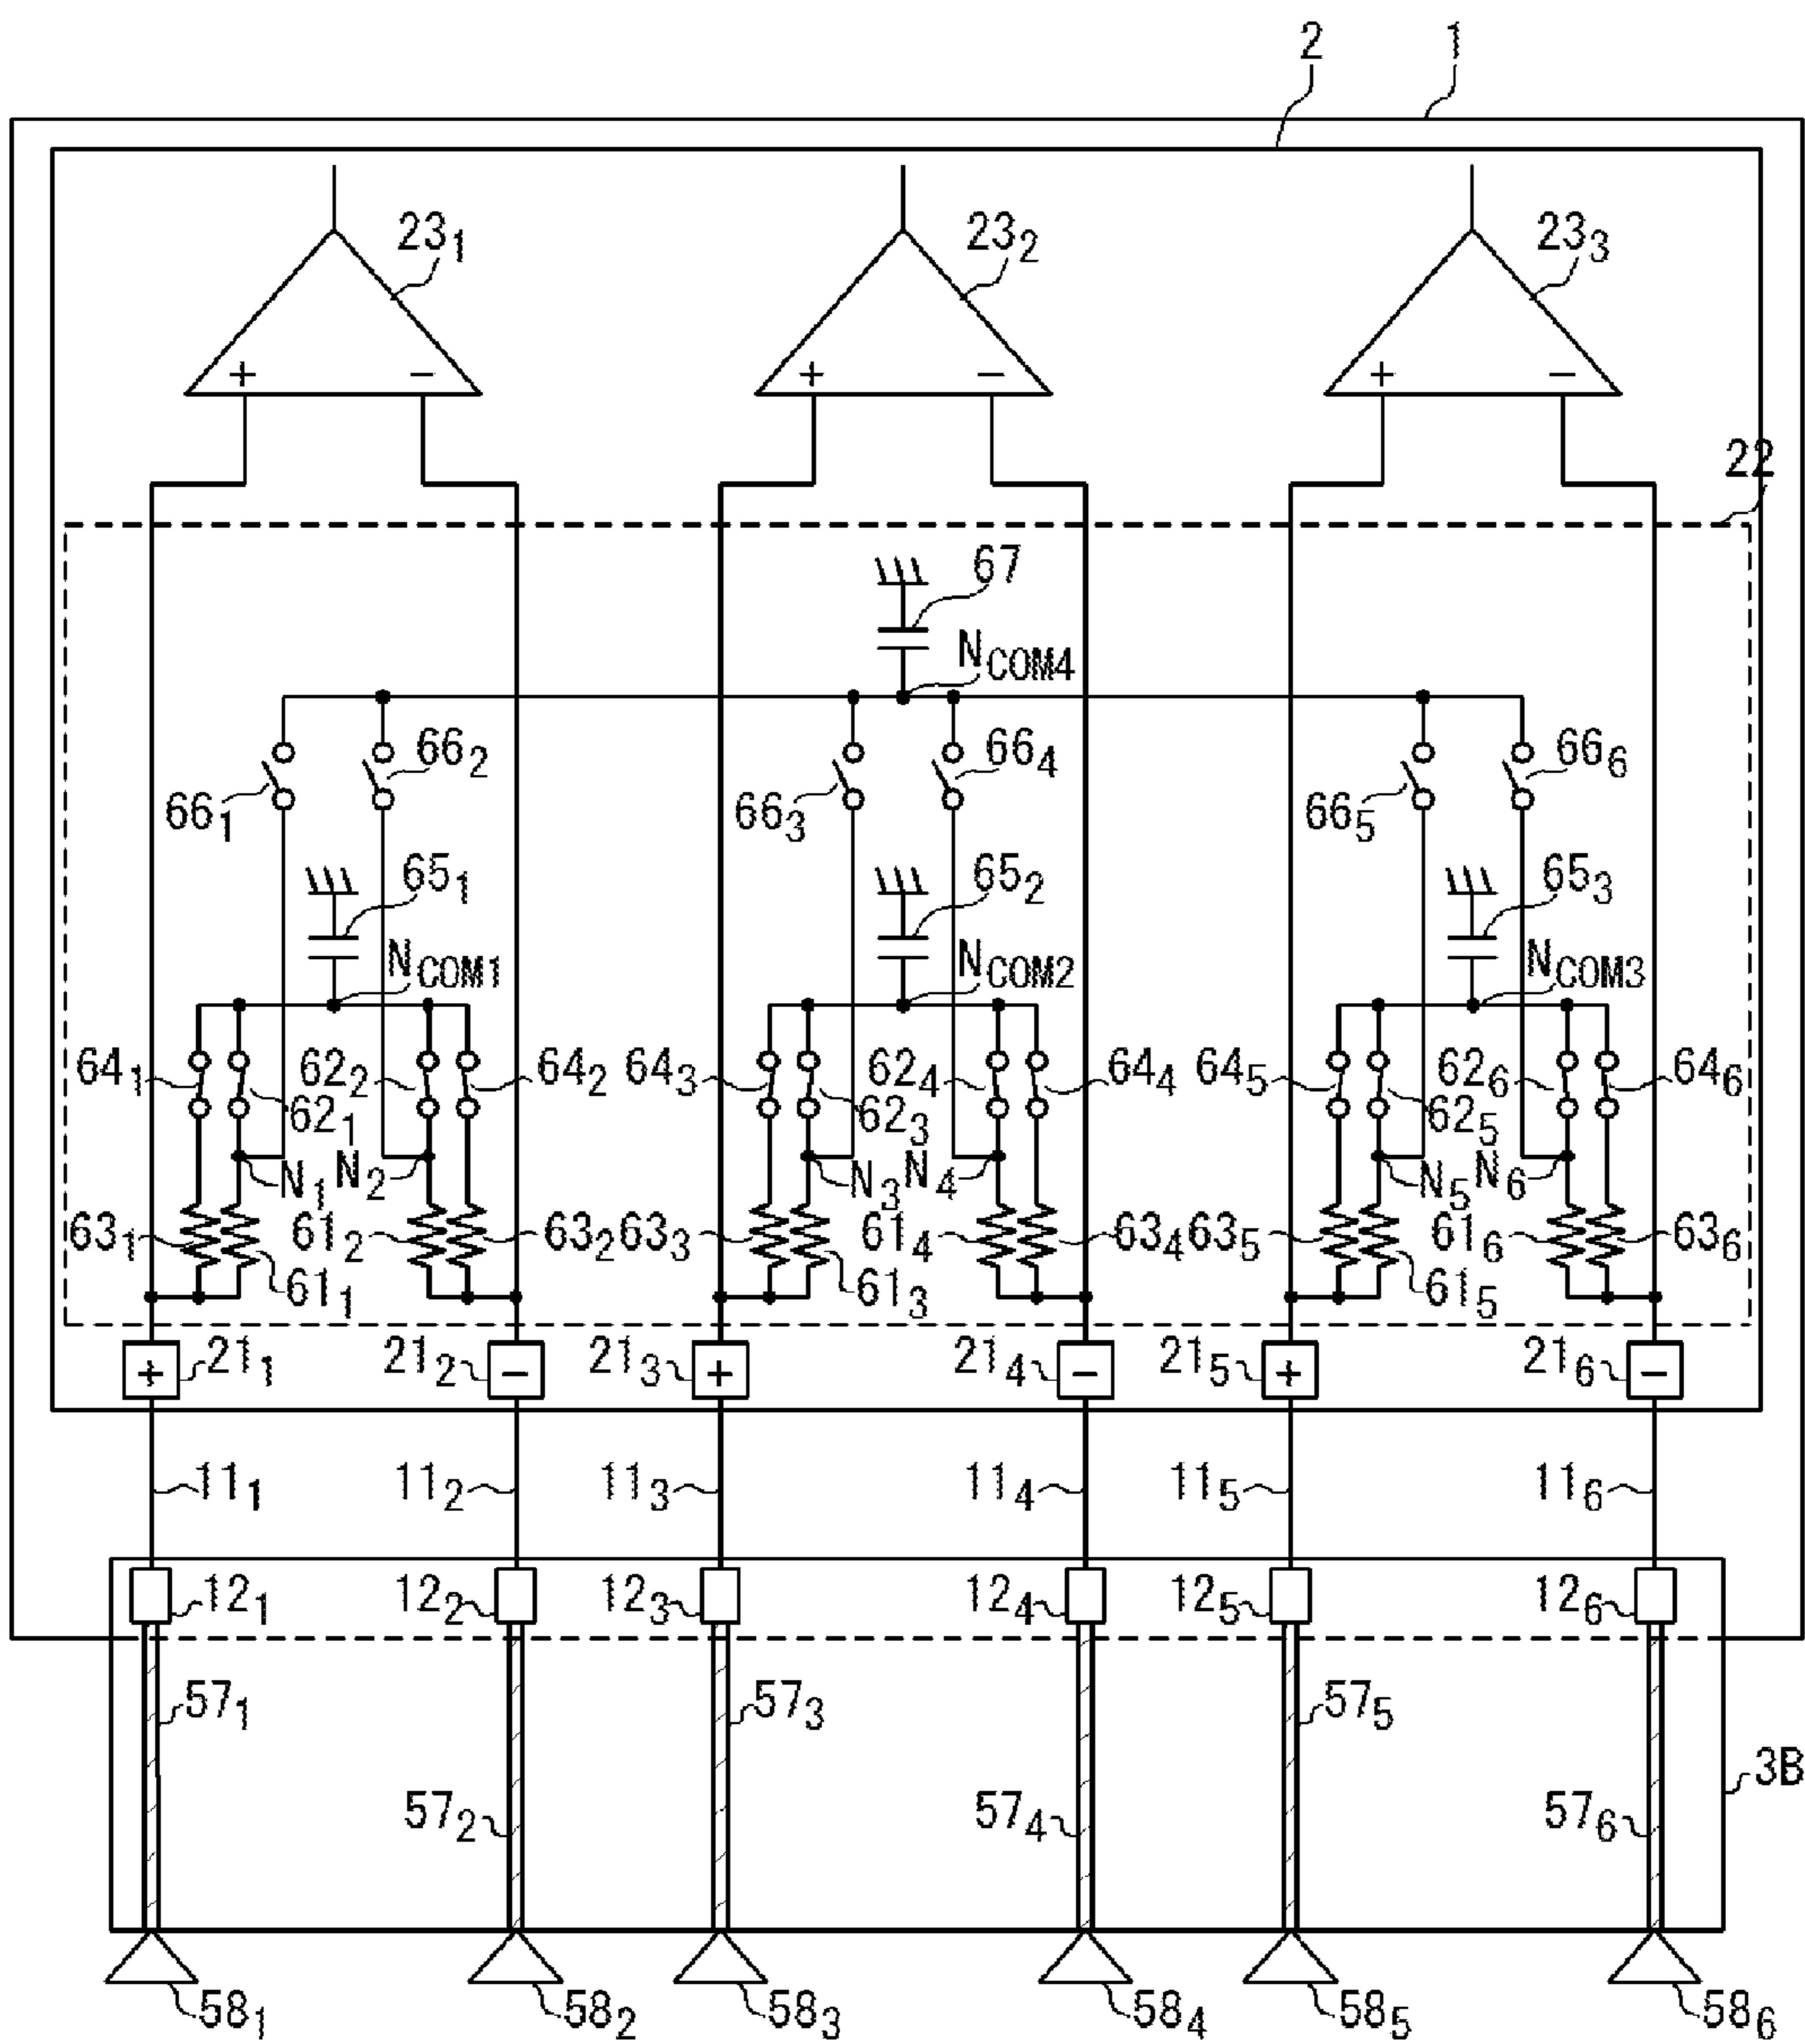 2 1
23₁ 23₂ 23₃
+ − + − + −
22
67
N_COM4
66₁ 66₂ 66₃ 66₄ 66₅ 66₆
65₁ 65₂ 65₃
N_COM1 N_COM2 N_COM3
64₁ 62₁ 62₂ 64₂ 64₃ 62₃ 62₄ 64₄ 64₅ 62₅ 62₆ 64₆
N₁ N₂ N₃ N₄ N₅ N₆
63₁ 61₁ 61₂ 63₂ 63₃ 61₃ 61₄ 63₄ 63₅ 61₅ 61₆ 63₆
+ 21₁ 21₂ − 21₃ + 21₄ − 21₅ + 21₆ −
11₁ 11₂ 11₃ 11₄ 11₅ 11₆
12₁ 12₂ 12₃ 12₄ 12₅ 12₆
57₁ 57₃ 57₅
3B
57₂ 57₄ 57₆
58₁ 58₂ 58₃ 58₄ 58₅ 58₆